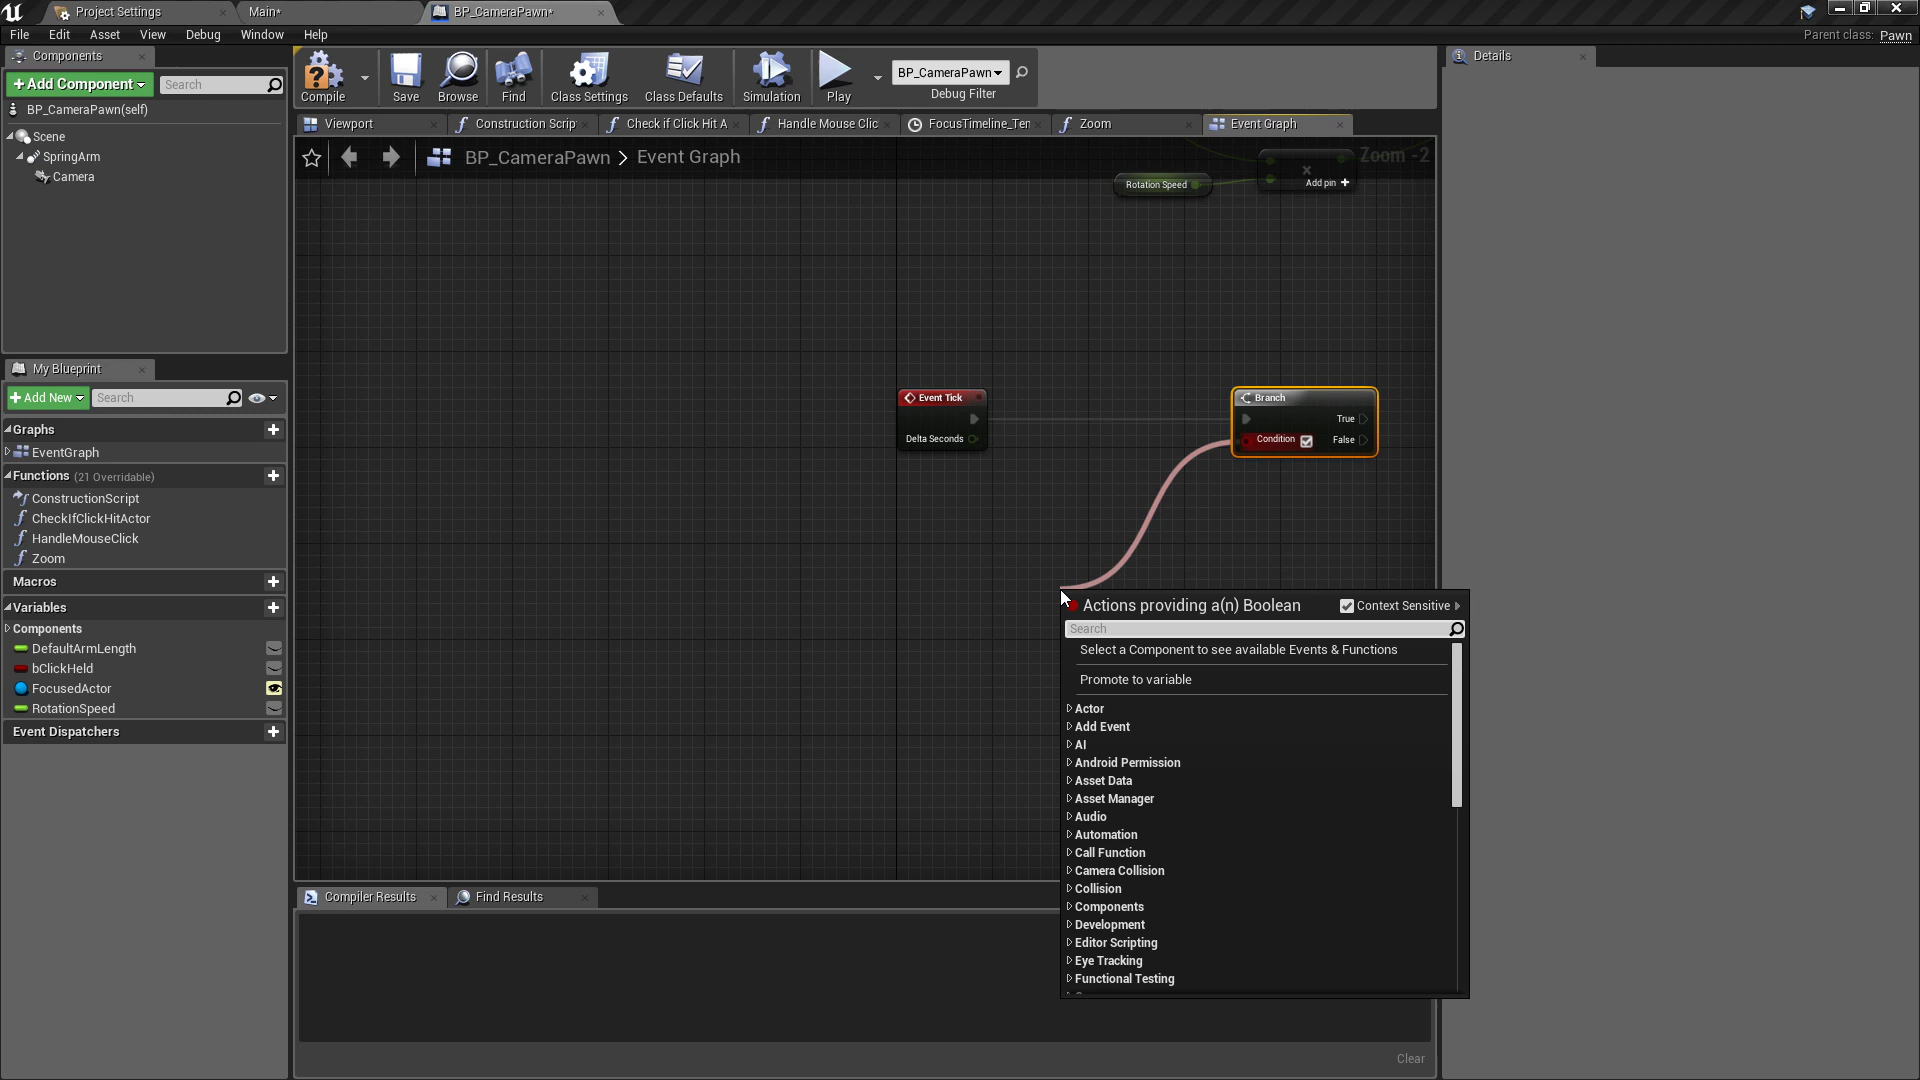 Project Settings
Main*
BP_CameraPawn*
File Edit Asset View Debug Window Help
Parent class: Pawn
Components
Add Component
Search
BP_CameraPawn(self)
Scene
SpringArm
Camera
Compile
Save
Browse
Find
Class Settings
Class Defaults
Simulation
Play
BP_CameraPawn
Debug Filter
Details
Viewport
Construction Scrip
Check if Click Hit A
Handle Mouse Clic
FocusTimeline_Ten
Zoom
Event Graph
BP_CameraPawn > Event Graph
Zoom -2
Rotation Speed
Add pin
Event Tick
Delta Seconds
Branch
True
Condition
False
My Blueprint
Add New
Search
Graphs
EventGraph
Functions (21 Overridable)
ConstructionScript
CheckIfClickHitActor
HandleMouseClick
Zoom
Macros
Variables
Components
DefaultArmLength
bClickHeld
FocusedActor
RotationSpeed
Event Dispatchers
Actions providing a(n) Boolean
Context Sensitive
Search
Select a Component to see available Events & Functions
Promote to variable
Actor
Add Event
AI
Android Permission
Asset Data
Asset Manager
Audio
Automation
Call Function
Camera Collision
Collision
Components
Development
Editor Scripting
Eye Tracking
Functional Testing
Compiler Results
Find Results
Clear